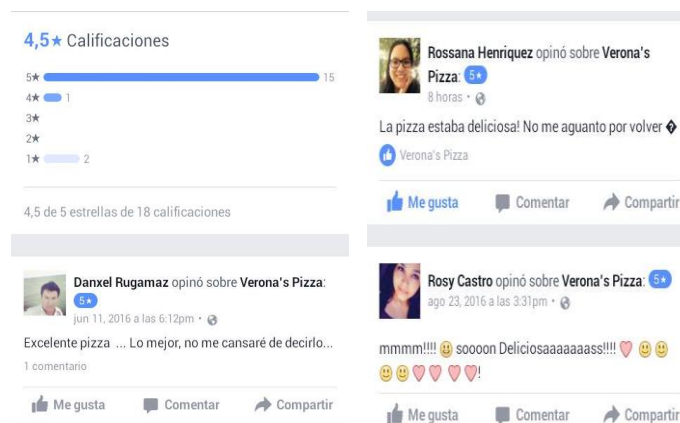 4,5★ Calificaciones
5★ 15
4★ 1
3★
2★
1★ 2
4,5 de 5 estrellas de 18 calificaciones
Danxel Rugamaz opinó sobre Verona's Pizza:
5★
jun 11, 2016 a las 6:12pm •
Excelente pizza ... Lo mejor, no me cansaré de decirlo...
1 comentario
Me gusta Comentar Compartir
Rossana Henriquez opinó sobre Verona's
Pizza: 5★
8 horas •
La pizza estaba deliciosa! No me aguanto por volver �
Verona's Pizza
Me gusta Comentar Compartir
Rosy Castro opinó sobre Verona's Pizza: 5★
ago 23, 2016 a las 3:31pm •
mmmm!!!! 😃 soooon Deliciosaaaaaaass!!!! ♥ 🙂 🙂
🙂 🙂 ♥ ♥ ♥ ♥!
Me gusta Comentar Compartir